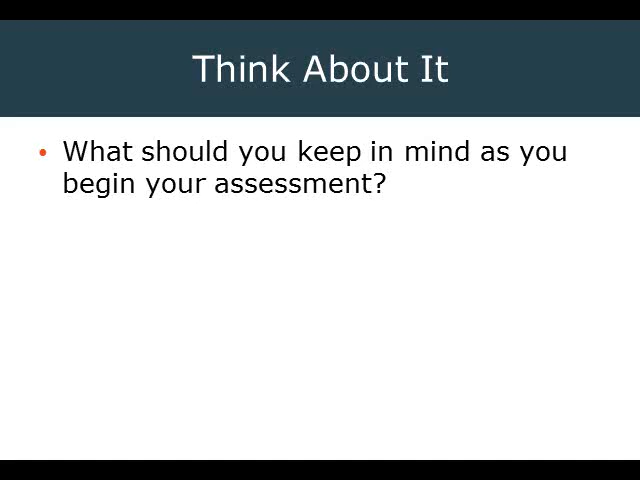 Think About It
• What should you keep in mind as you
begin your assessment?